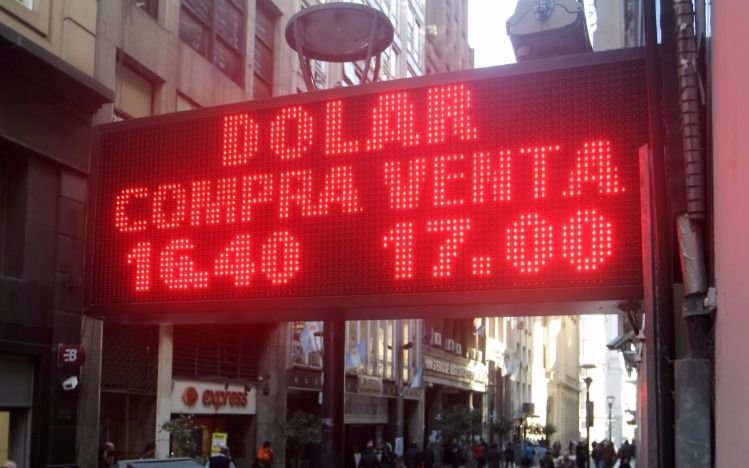 DOLAR
COMPRA VENTA
16.40 17.00
express